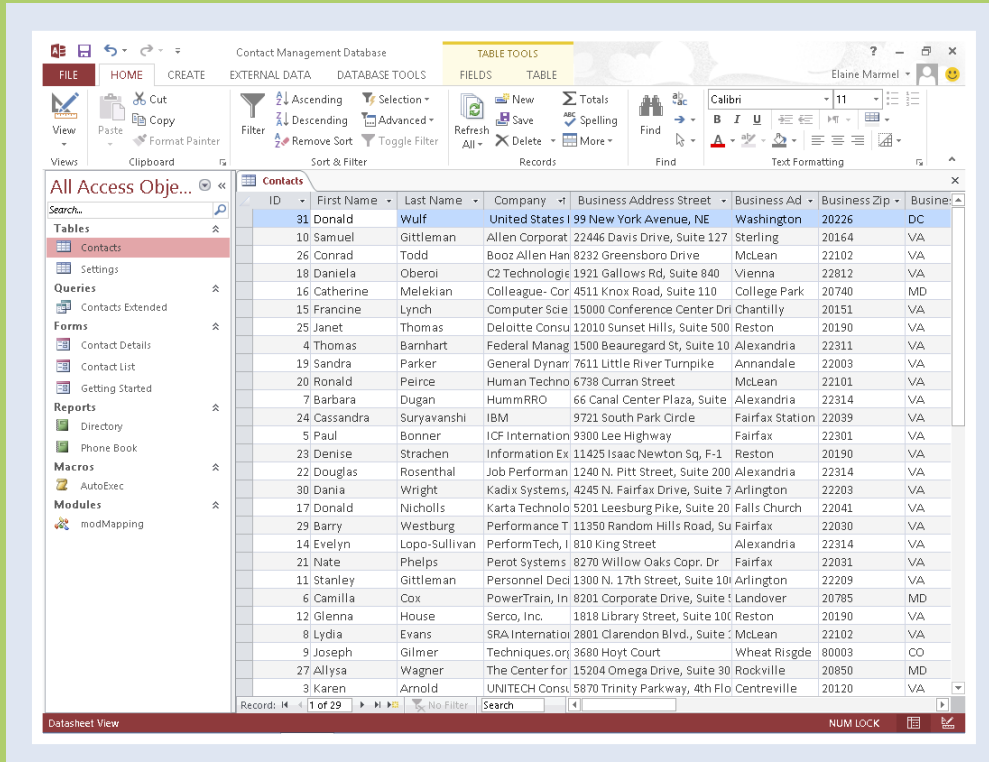 Contact Management Database TABLE TOOLS ?
FILE HOME CREATE EXTERNAL DATA DATABASE TOOLS FIELDS TABLE Elaine Marmel
View Paste Cut Copy Format Painter Filter Ascending Descending Remove Sort Selection Advanced Toggle Filter Refresh All New Save Delete Totals Spelling More Find Calibri 11 B I U A
Views Clipboard Sort & Filter Records Find Text Formatting
All Access Obje...
Search...
Tables
Contacts
Settings
Queries
Contacts Extended
Forms
Contact Details
Contact List
Getting Started
Reports
Directory
Phone Book
Macros
AutoExec
Modules
modMapping
Contacts
ID First Name Last Name Company Business Address Street Business Ad Business Zip Busine
31 Donald Wulf United States 99 New York Avenue, NE Washington 20226 DC
10 Samuel Gittleman Allen Corporat 22446 Davis Drive, Suite 127 Sterling 20164 VA
26 Conrad Todd Booz Allen Han 8232 Greensboro Drive McLean 22102 VA
18 Daniela Oberoi C2 Technologie 1921 Gallows Rd, Suite 840 Vienna 22812 VA
16 Catherine Melekian Colleague- Cor 4511 Knox Road, Suite 110 College Park 20740 MD
15 Francine Lynch Computer Scie 15000 Conference Center Dri Chantilly 20151 VA
25 Janet Thomas Deloitte Consu 12010 Sunset Hills, Suite 500 Reston 20190 VA
4 Thomas Barnhart Federal Manag 1500 Beauregard St, Suite 10 Alexandria 22311 VA
19 Sandra Parker General Dynam 7611 Little River Turnpike Annandale 22003 VA
20 Ronald Peirce Human Techno 6738 Curran Street McLean 22101 VA
7 Barbara Dugan HummRRO 66 Canal Center Plaza, Suite Alexandria 22314 VA
24 Cassandra Suryavanshi IBM 9721 South Park Circle Fairfax Station 22039 VA
5 Paul Bonner ICF Internation 9300 Lee Highway Fairfax 22301 VA
23 Denise Strachen Information Ex 11425 Isaac Newton Sq, F-1 Reston 20190 VA
22 Douglas Rosenthal Job Performan 1240 N. Pitt Street, Suite 200 Alexandria 22314 VA
30 Dania Wright Kadix Systems, 4245 N. Fairfax Drive, Suite 7 Arlington 22203 VA
17 Donald Nicholls Karta Technolo 5201 Leesburg Pike, Suite 20 Falls Church 22041 VA
29 Barry Westburg Performance T 11350 Random Hills Road, Su Fairfax 22030 VA
14 Evelyn Lopo-Sullivan PerformTech, I 810 King Street Alexandria 22314 VA
21 Nate Phelps Perot Systems 8270 Willow Oaks Copr. Dr Fairfax 22031 VA
11 Stanley Gittleman Personnel Deci 1300 N. 17th Street, Suite 10 Arlington 22209 VA
6 Camilla Cox PowerTrain, In 8201 Corporate Drive, Suite Landover 20785 MD
12 Glenna House Serco, Inc. 1818 Library Street, Suite 100 Reston 20190 VA
8 Lydia Evans SRA Internatio 2801 Clarendon Blvd., Suite McLean 22102 VA
9 Joseph Gilmer Techniques.org 3680 Hoyt Court Wheat Risgde 80003 CO
27 Allysa Wagner The Center for 15204 Omega Drive, Suite 30 Rockville 20850 MD
3 Karen Arnold UNITECH Consu 5870 Trinity Parkway, 4th Flo Centreville 20120 VA
Record: 1 of 29 No Filter Search
Datasheet View NUM LOCK